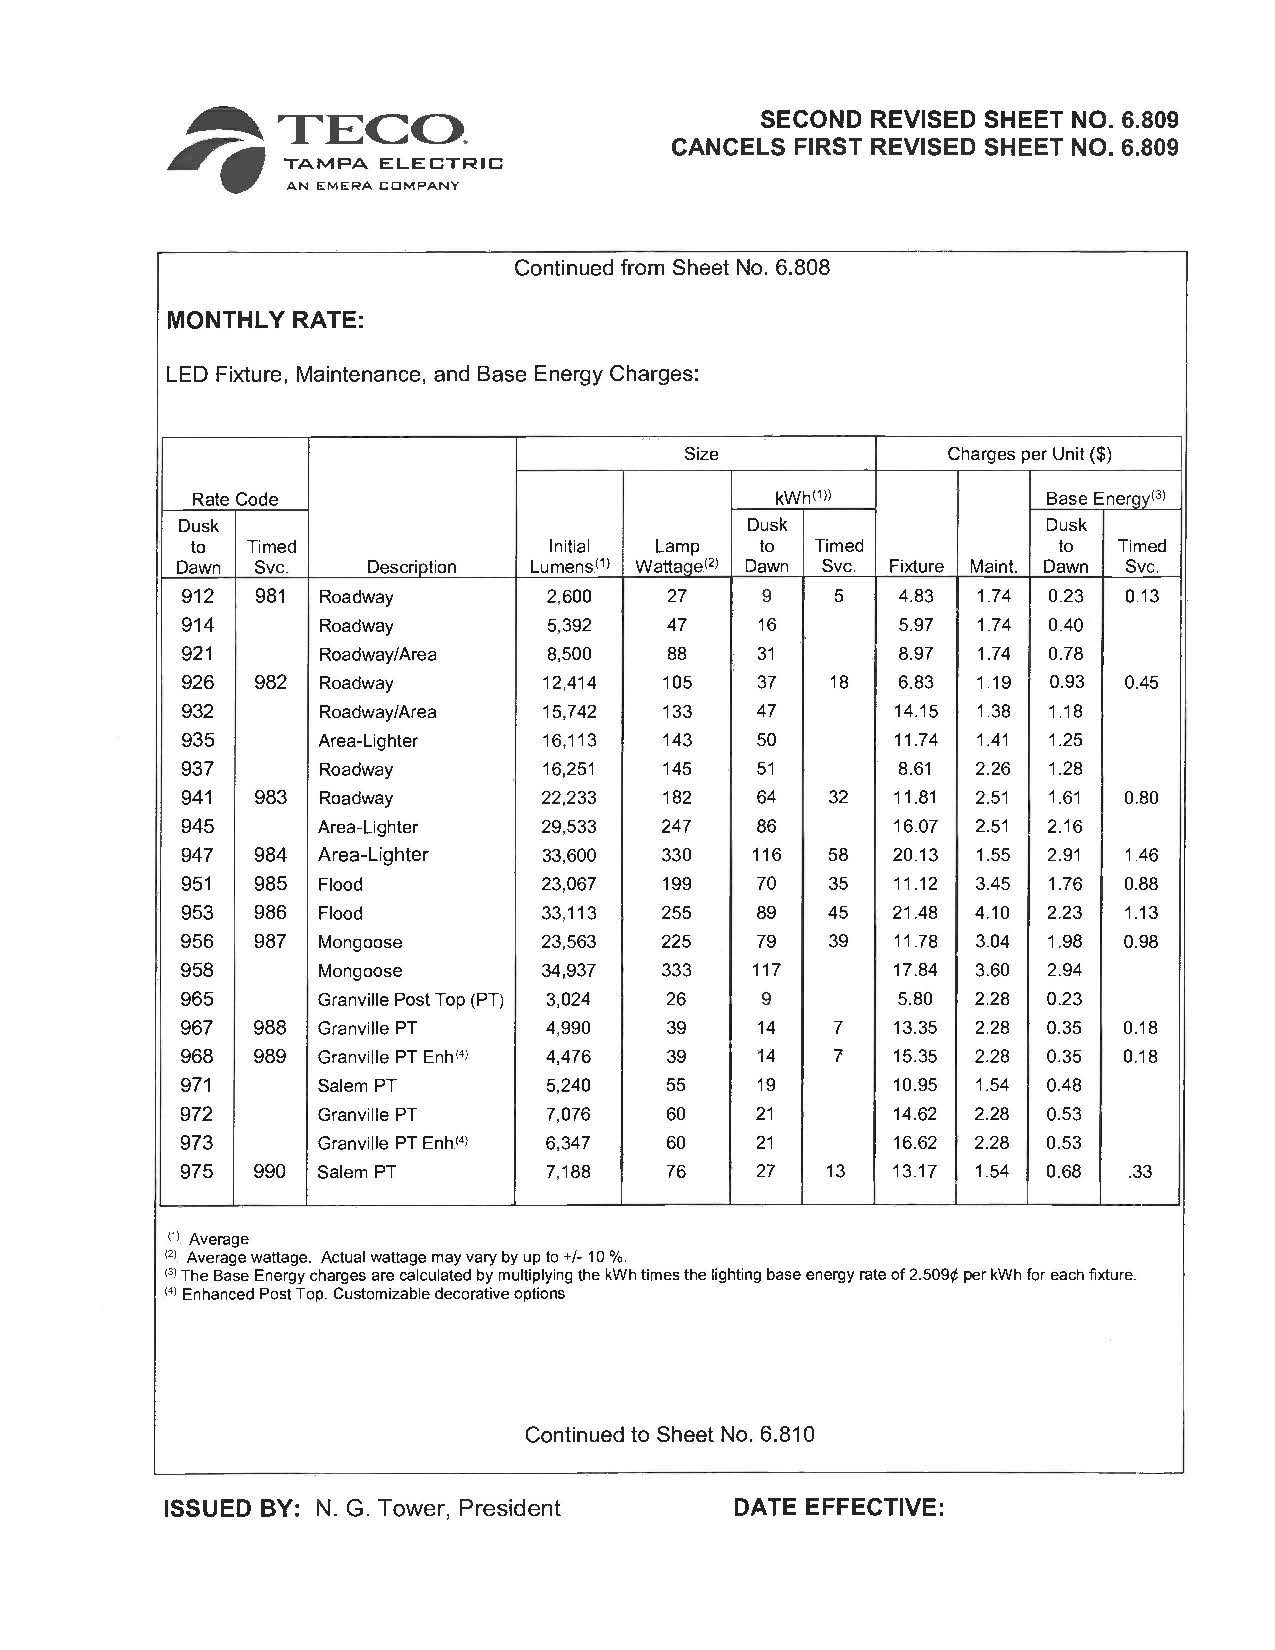 TECO.
TAMPA ELECTRIC
AN EMERA COMPANY
SECOND REVISED SHEET NO. 6.809
CANCELS FIRST REVISED SHEET NO. 6.809
Continued from Sheet No. 6.808
MONTHLY RATE:
LED Fixture, Maintenance, and Base Energy Charges:
Size Charges per Unit ($)
Rate Code kWh(1)) Base Energy(3)
Dusk Dusk Dusk
to Timed Initial Lamp to Timed to Timed
Dawn Svc. Description Lumens(1) Wattage(2) Dawn Svc. Fixture Maint. Dawn Svc.
912 981 Roadway 2,600 27 9 5 4.83 1.74 0.23 0.13
914 Roadway 5,392 47 16 5.97 1.74 0.40
921 Roadway/Area 8,500 88 31 8.97 1.74 0.78
926 982 Roadway 12,414 105 37 18 6.83 1.19 0.93 0.45
932 Roadway/Area 15,742 133 47 14.15 1.38 1.18
935 Area-Lighter 16,113 143 50 11.74 1.41 1.25
937 Roadway 16,251 145 51 8.61 2.26 1.28
941 983 Roadway 22,233 182 64 32 11.81 2.51 1.61 0.80
945 Area-Lighter 29,533 247 86 16.07 2.51 2.16
947 984 Area-Lighter 33,600 330 116 58 20.13 1.55 2.91 1.46
951 985 Flood 23,067 199 70 35 11.12 3.45 1.76 0.88
953 986 Flood 33,113 255 89 45 21.48 4.10 2.23 1.13
956 987 Mongoose 23,563 225 79 39 11.78 3.04 1.98 0.98
958 Mongoose 34,937 333 117 17.84 3.60 2.94
965 Granville Post Top (PT) 3,024 26 9 5.80 2.28 0.23
967 988 Granville PT 4,990 39 14 7 13.35 2.28 0.35 0.18
968 989 Granville PT Enh(4) 4,476 39 14 7 15.35 2.28 0.35 0.18
971 Salem PT 5,240 55 19 10.95 1.54 0.48
972 Granville PT 7,076 60 21 14.62 2.28 0.53
973 Granville PT Enh(4) 6,347 60 21 16.62 2.28 0.53
975 990 Salem PT 7,188 76 27 13 13.17 1.54 0.68 .33
(1) Average
(2) Average wattage. Actual wattage may vary by up to +/- 10 %.
(3) The Base Energy charges are calculated by multiplying the kWh times the lighting base energy rate of 2.509¢ per kWh for each fixture.
(4) Enhanced Post Top. Customizable decorative options
Continued to Sheet No. 6.810
ISSUED BY: N. G. Tower, President DATE EFFECTIVE: